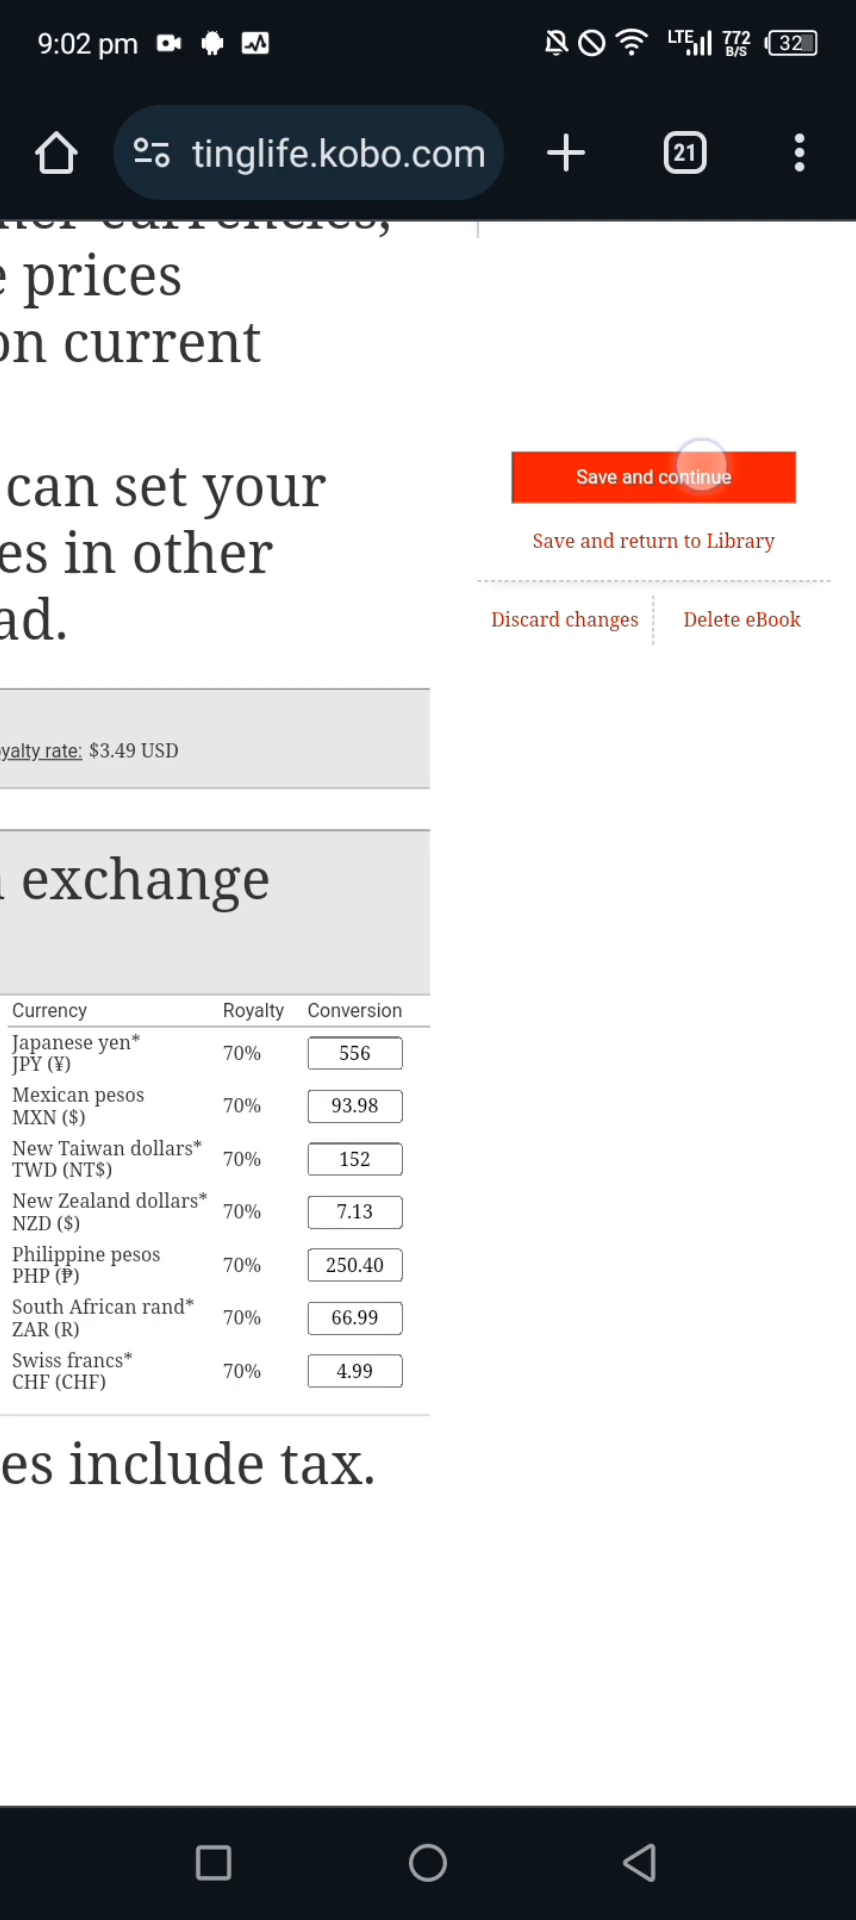 9:02 pm
LTE
772
B/S
32
tinglife.kobo.com
21
currencies,
prices
on current
can set your
es in other
ad.
Save and continue
Save and return to Library
Discard changes
Delete eBook
yalty rate: $3.49 USD
exchange
Currency Royalty Conversion
Japanese yen*
JPY (¥)
70%
556
Mexican pesos
MXN ($)
70%
93.98
New Taiwan dollars*
TWD (NT$)
70%
152
New Zealand dollars*
NZD ($)
70%
7.13
Philippine pesos
PHP (₱)
70%
250.40
South African rand*
ZAR (R)
70%
66.99
Swiss francs*
CHF (CHF)
70%
4.99
es include tax.